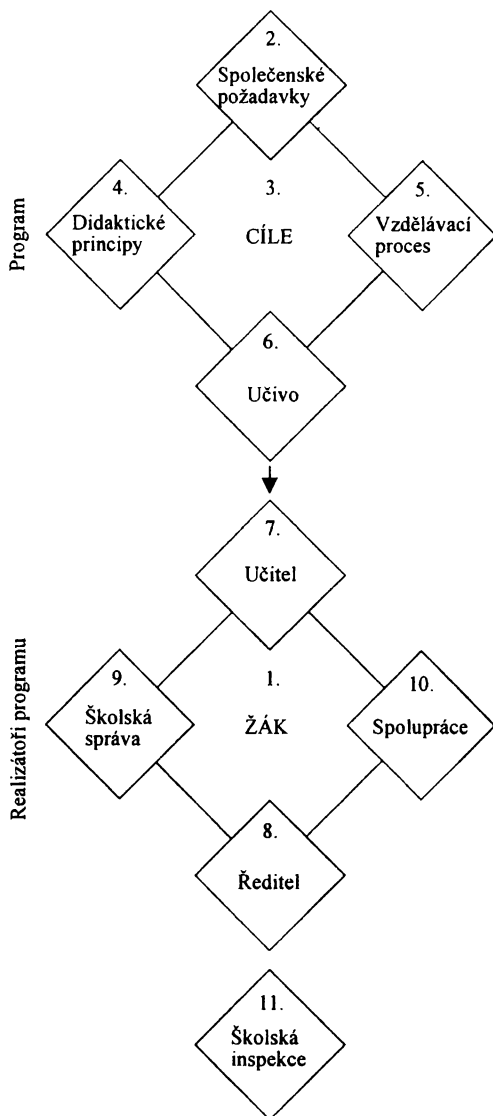 2.
Společenské
požadavky
4.
Didaktické
principy
3.
CÍLE
5.
Vzdělávací
proces
6.
Učivo
Program
7.
Učitel
9.
Školská
správa
1.
ŽÁK
10.
Spolupráce
8.
Ředitel
Realizátoři programu
11.
Školská
inspekce